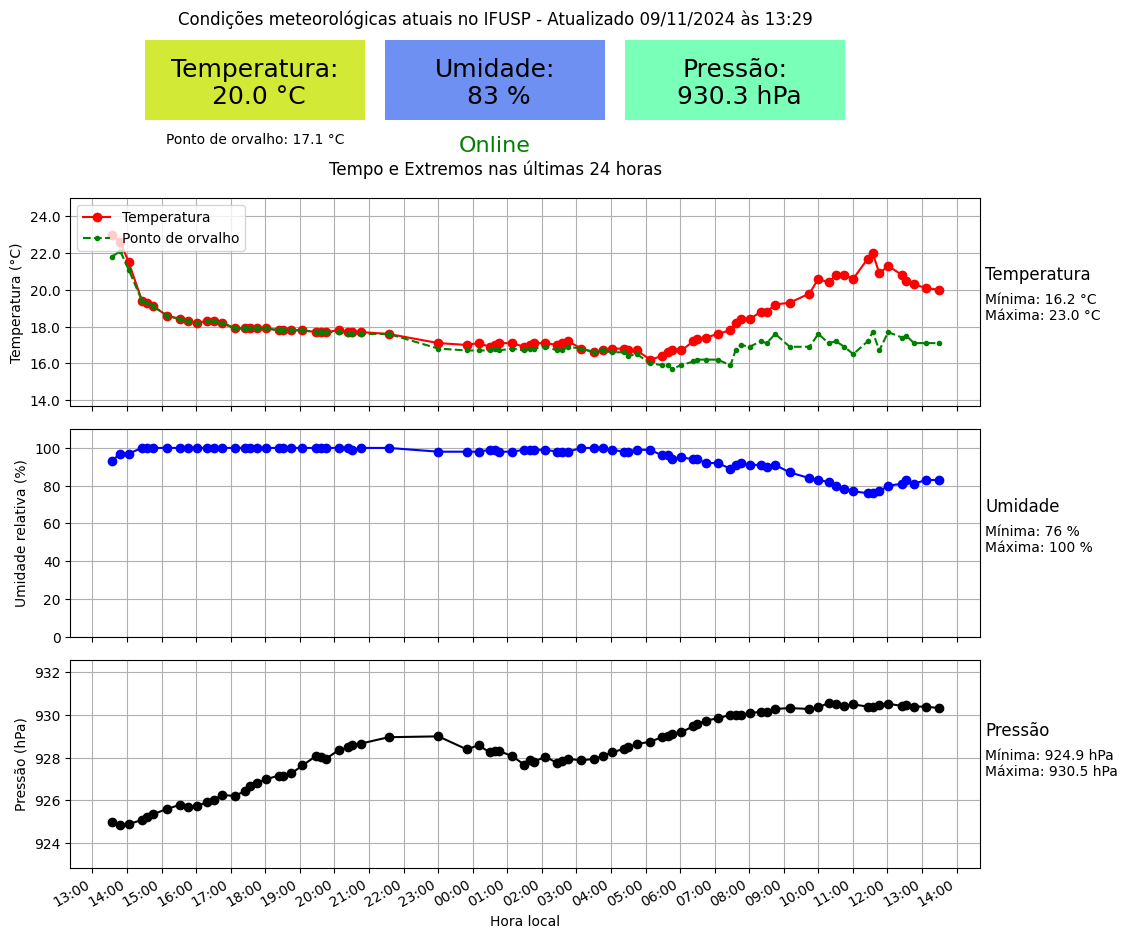 Condições meteorológicas atuais no IFUSP - Atualizado 09/11/2024 às 13:29
Temperatura:
20.0 °C
Umidade:
83 %
Pressão:
930.3 hPa
Ponto de orvalho: 17.1 °C
Online
Tempo e Extremos nas últimas 24 horas
Temperatura (°C)
24.0
22.0
20.0
18.0
16.0
14.0
Temperatura
Ponto de orvalho
Temperatura
Mínima: 16.2 °C
Máxima: 23.0 °C
Umidade relativa (%)
100
80
60
40
20
0
Umidade
Mínima: 76 %
Máxima: 100 %
Pressão (hPa)
932
930
928
926
924
Pressão
Mínima: 924.9 hPa
Máxima: 930.5 hPa
13:00
14:00
15:00
16:00
17:00
18:00
19:00
20:00
21:00
22:00
23:00
00:00
01:00
02:00
03:00
04:00
05:00
06:00
07:00
08:00
09:00
10:00
11:00
12:00
13:00
14:00
Hora local